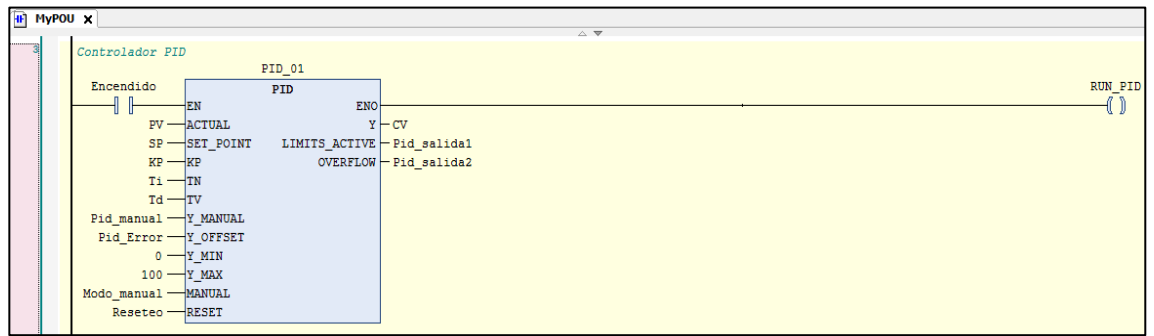 MyPOU X
3
Controlador PID
PID_01
Encendido PID RUN_PID
EN ENO
PV ACTUAL Y CV
SP SET_POINT LIMITS_ACTIVE Pid_salida1
KP KP OVERFLOW Pid_salida2
Ti TN
Td TV
Pid_manual Y_MANUAL
Pid_Error Y_OFFSET
0 Y_MIN
100 Y_MAX
Modo_manual MANUAL
Reseteo RESET